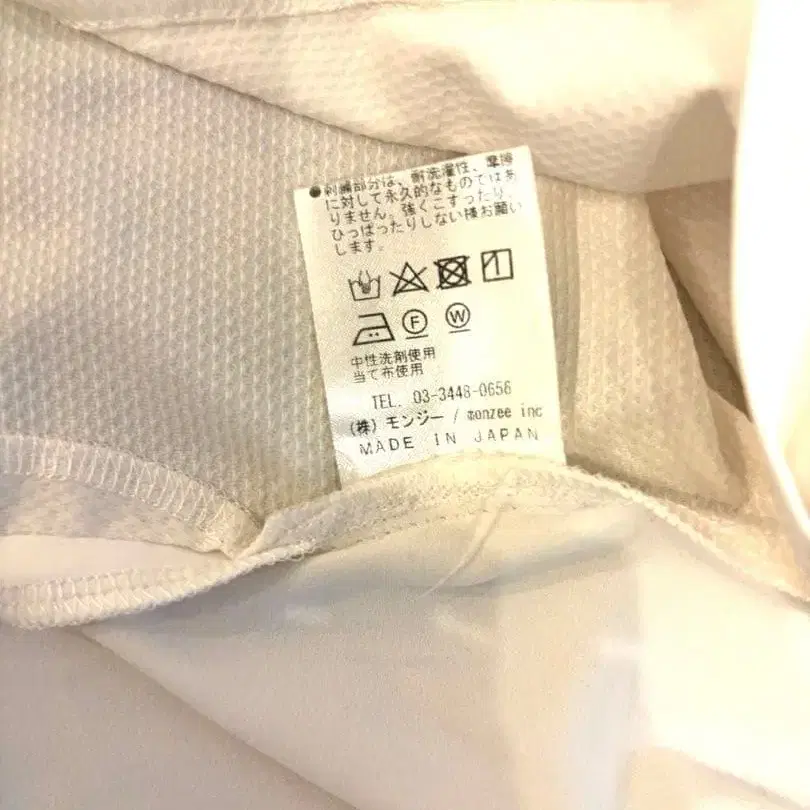 ●刺繍部分は、耐洗濯性、摩擦
に対して永久的なものではあ
りません。強くこすったり、
ひっぱったりしない様お願い
します。
F W
中性洗剤使用
当て布使用
TEL. 03-3448-0656
(株) モンジー / monzee inc
MADE IN JAPAN